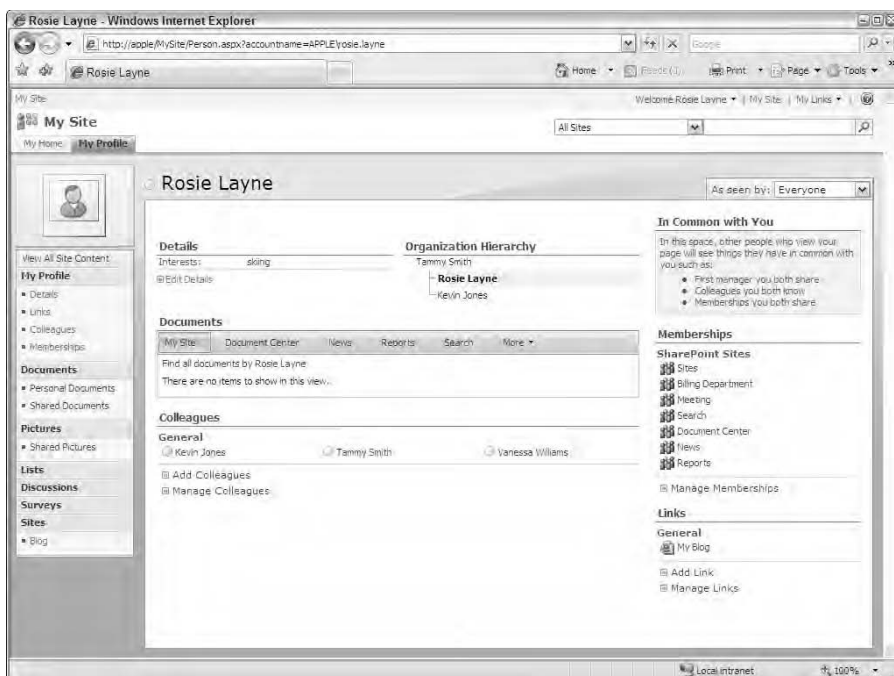 Rosie Layne - Windows Internet Explorer
http://apple/MySite/Person.aspx?accountname=APPLE\rosie.layne
Google
Rosie Layne
Home
Feeds (1)
Print
Page
Tools
My Site
Welcome Rosie Layne | My Site | My Links |
My Site
All Sites
My Home
My Profile
Rosie Layne
As seen by: Everyone
View All Site Content
My Profile
Details
Links
Colleagues
Memberships
Documents
Personal Documents
Shared Documents
Pictures
Shared Pictures
Lists
Discussions
Surveys
Sites
Blog
Details
Interests: skiing
Edit Details
Organization Hierarchy
Tammy Smith
Rosie Layne
Kevin Jones
Documents
My Site Document Center News Reports Search More
Find all documents by Rosie Layne
There are no items to show in this view.
Colleagues
General
Kevin Jones Tammy Smith Vanessa Williams
Add Colleagues
Manage Colleagues
In Common with You
In this space, other people who view your
page will see things they have in common with
you such as:
First manager you both share
Colleagues you both know
Memberships you both share
Memberships
SharePoint Sites
Sites
Billing Department
Meeting
Search
Document Center
News
Reports
Manage Memberships
Links
General
My Blog
Add Link
Manage Links
Local intranet
100%